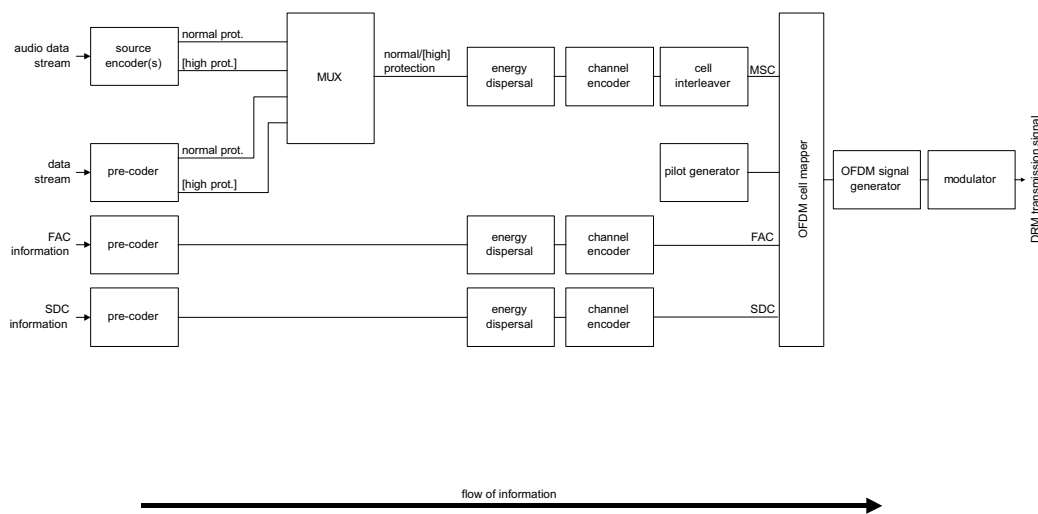 audio data
stream
source
encoder(s)
normal prot.
[high prot.]
MUX
normal/[high]
protection
energy
dispersal
channel
encoder
cell
interleaver
MSC
data
stream
pre-coder
normal prot.
[high prot.]
pilot generator
OFDM cell mapper
OFDM signal
generator
modulator
DRM transmission signal
FAC
information
pre-coder
energy
dispersal
channel
encoder
FAC
SDC
information
pre-coder
energy
dispersal
channel
encoder
SDC
flow of information